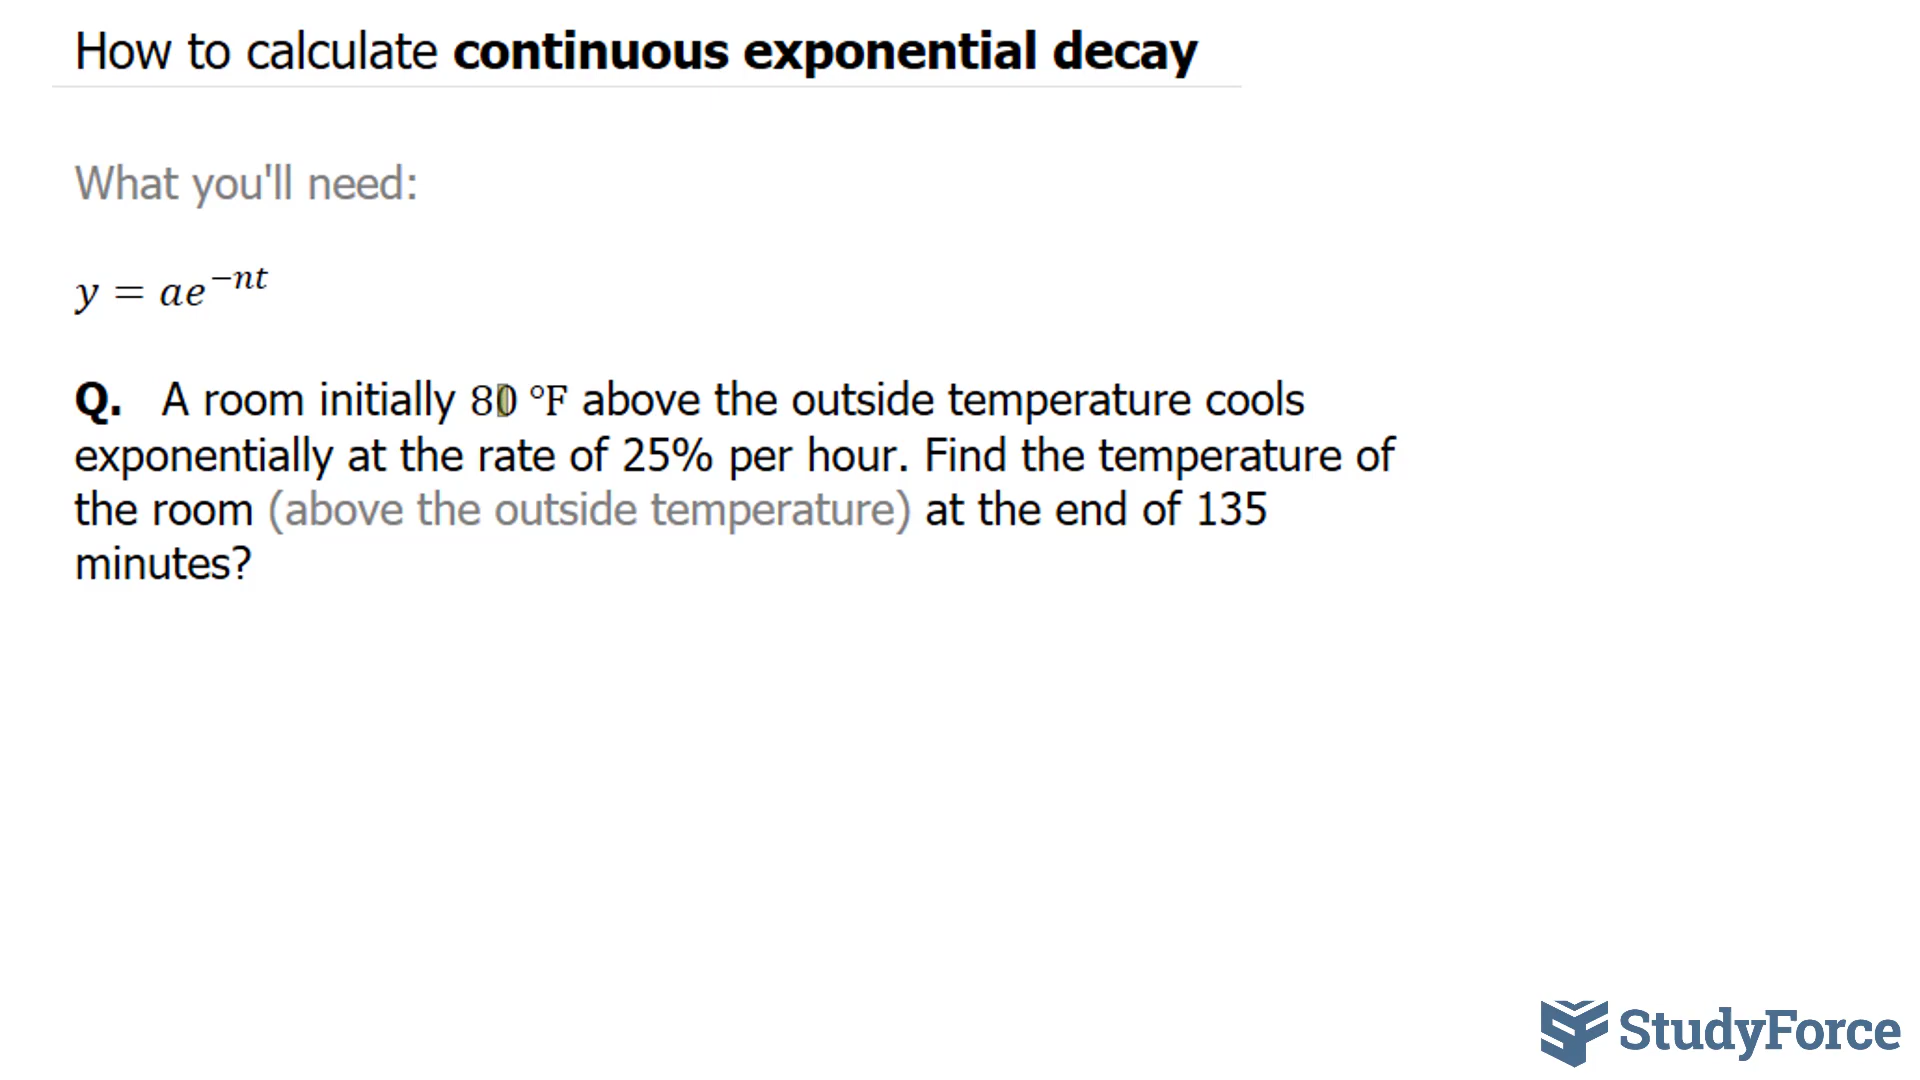 How to calculate continuous exponential decay
What you'll need:
y = ae^{-nt}
Q. A room initially 80 °F above the outside temperature cools
exponentially at the rate of 25% per hour. Find the temperature of
the room (above the outside temperature) at the end of 135
minutes?
StudyForce